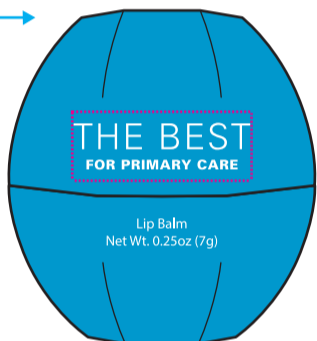 THE BEST
FOR PRIMARY CARE
Lip Balm
Net Wt. 0.25oz (7g)